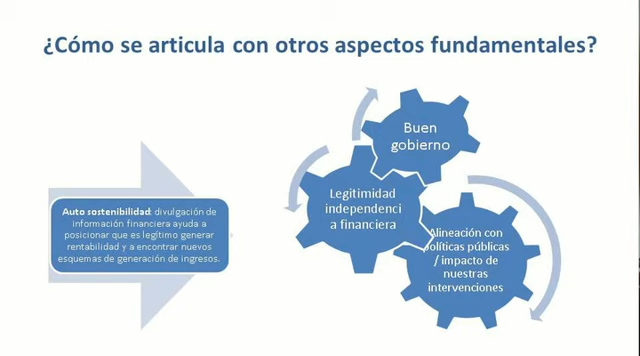 ¿Cómo se articula con otros aspectos fundamentales?
Auto sostenibilidad: divulgación de
información financiera ayuda a
posicionar que es legítimo generar
rentabilidad y a encontrar nuevos
esquemas de generación de ingresos.
Buen
gobierno
Legitimidad
independenci
a financiera
Alineación con
políticas públicas
/ impacto de
nuestras
intervenciones